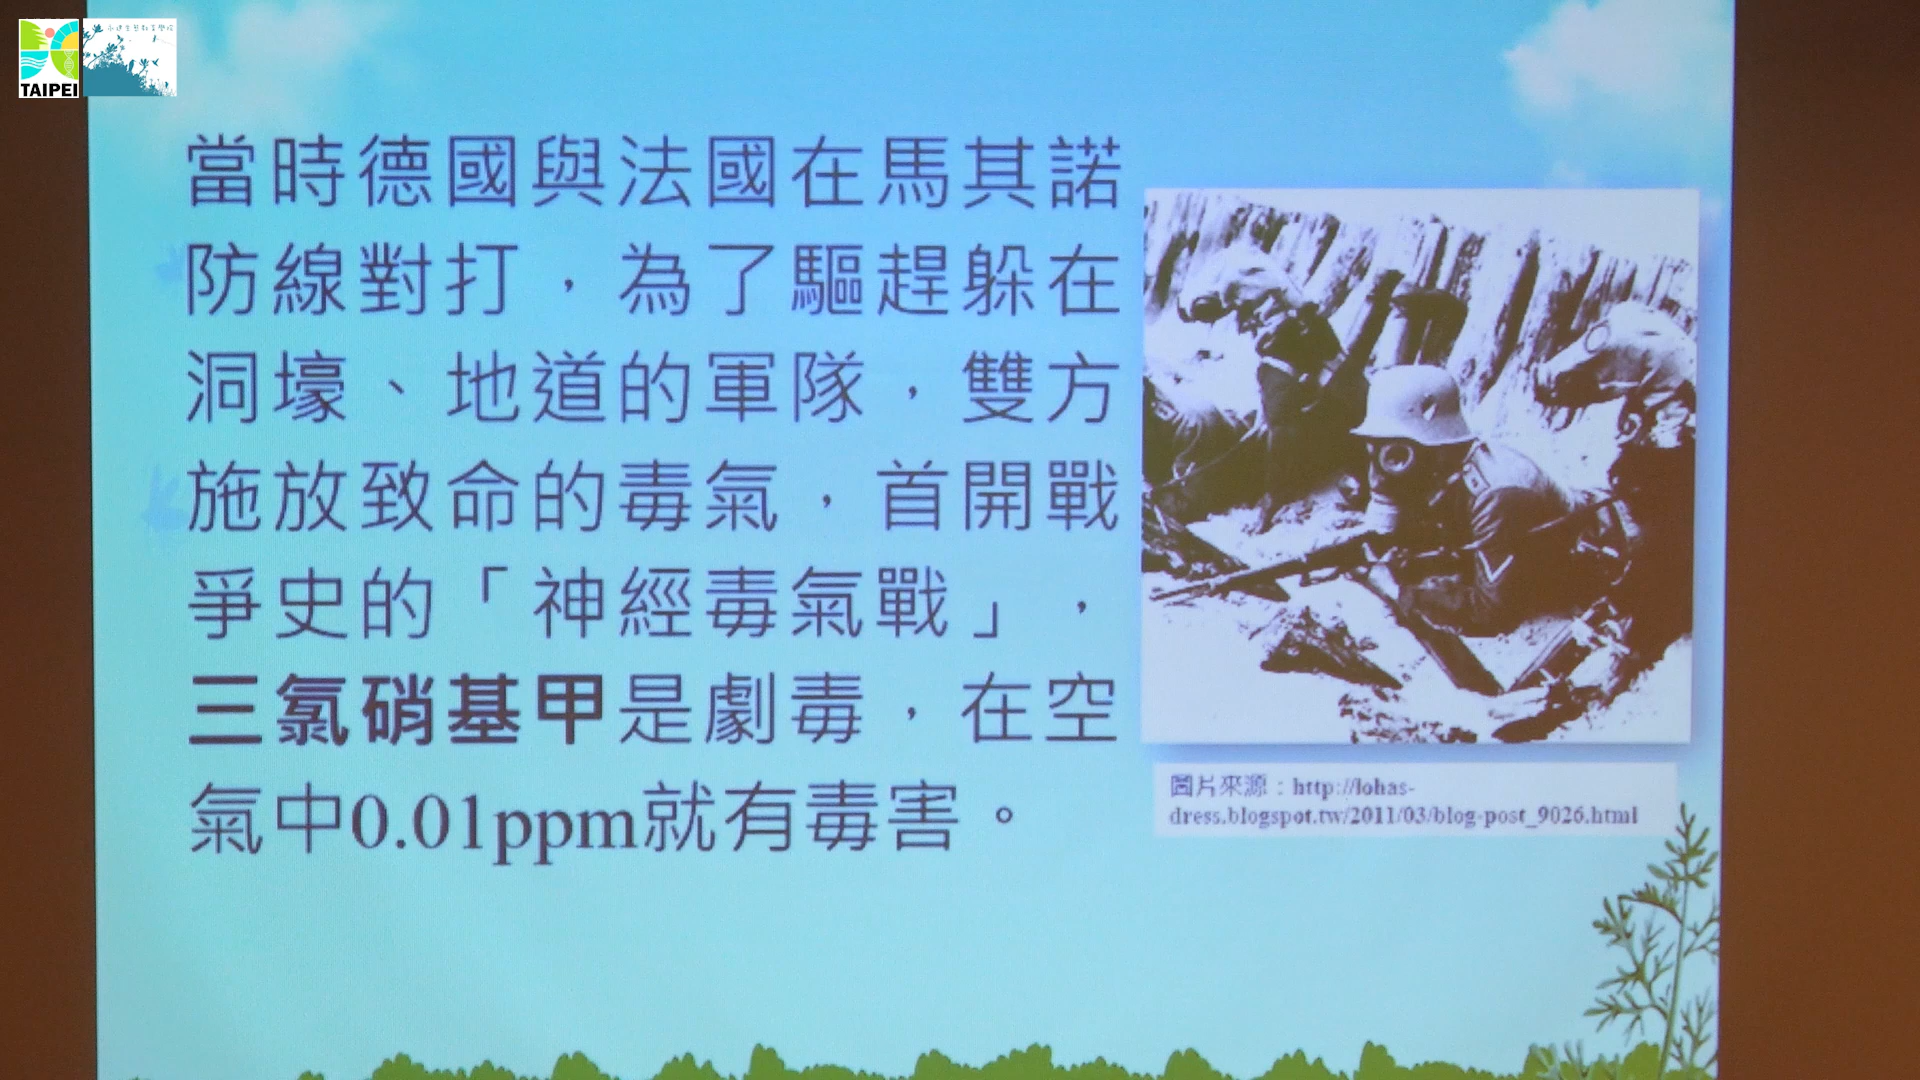 TAIPEI
當時德國與法國在馬其諾
防線對打，為了驅趕躲在
洞壕、地道的軍隊，雙方
施放致命的毒氣，首開戰
爭史的「神經毒氣戰」，
三氯硝基甲是劇毒，在空
氣中0.01ppm就有毒害。
圖片來源：http://lohas-
dress.blogspot.tw/2011/03/blog-post_9026.html